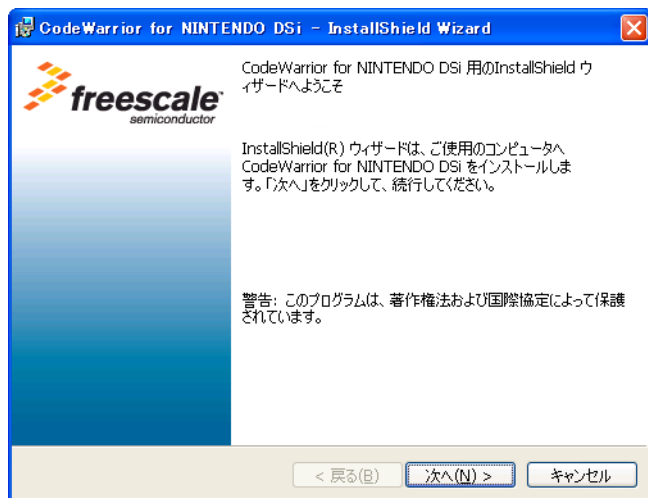 CodeWarrior for NINTENDO DSi - InstallShield Wizard
freescale
semiconductor
CodeWarrior for NINTENDO DSi 用のInstallShield ウ
ィザードへようこそ
InstallShield(R) ウィザードは、ご使用のコンピュータへ
CodeWarrior for NINTENDO DSi をインストールしま
す。「次へ」をクリックして、続行してください。
警告: このプログラムは、著作権法および国際協定によって保護
されています。
< 戻る(B)
次へ(N) >
キャンセル